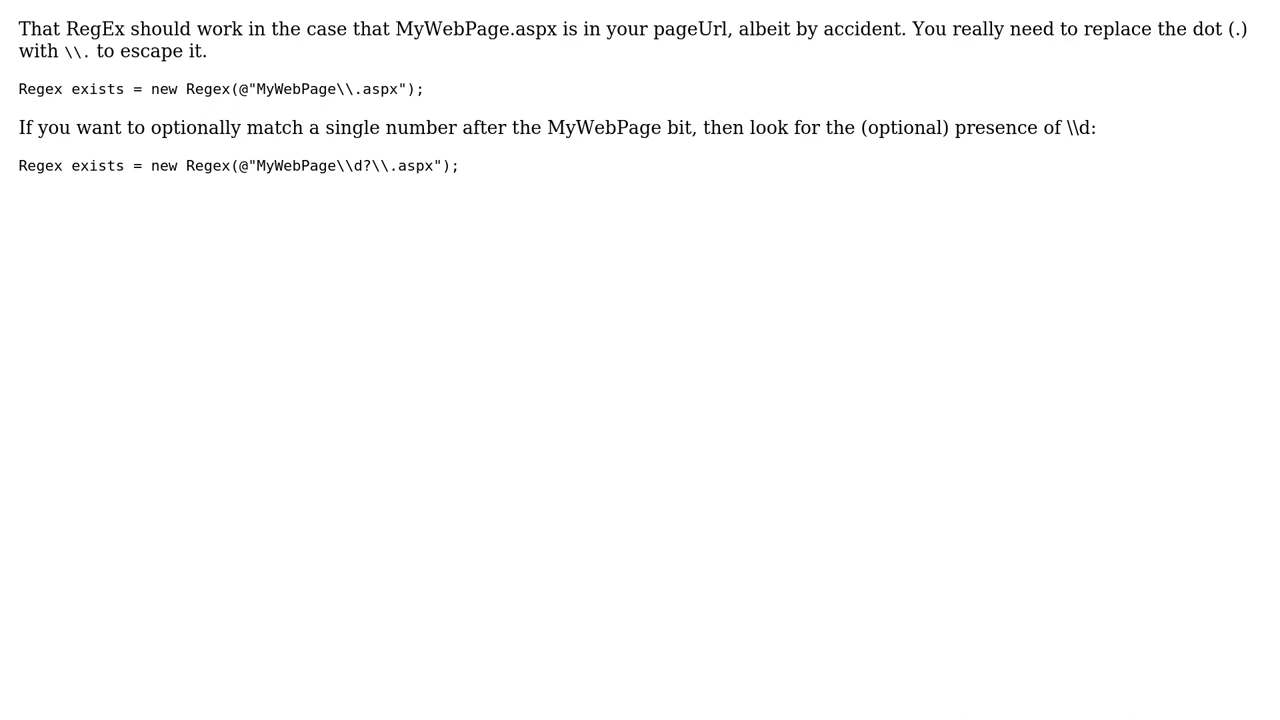 That RegEx should work in the case that MyWebPage.aspx is in your pageUrl, albeit by accident. You really need to replace the dot (.)
with \\. to escape it.
Regex exists = new Regex(@"MyWebPage\\.aspx");
If you want to optionally match a single number after the MyWebPage bit, then look for the (optional) presence of \\d:
Regex exists = new Regex(@"MyWebPage\\d?\\.aspx");